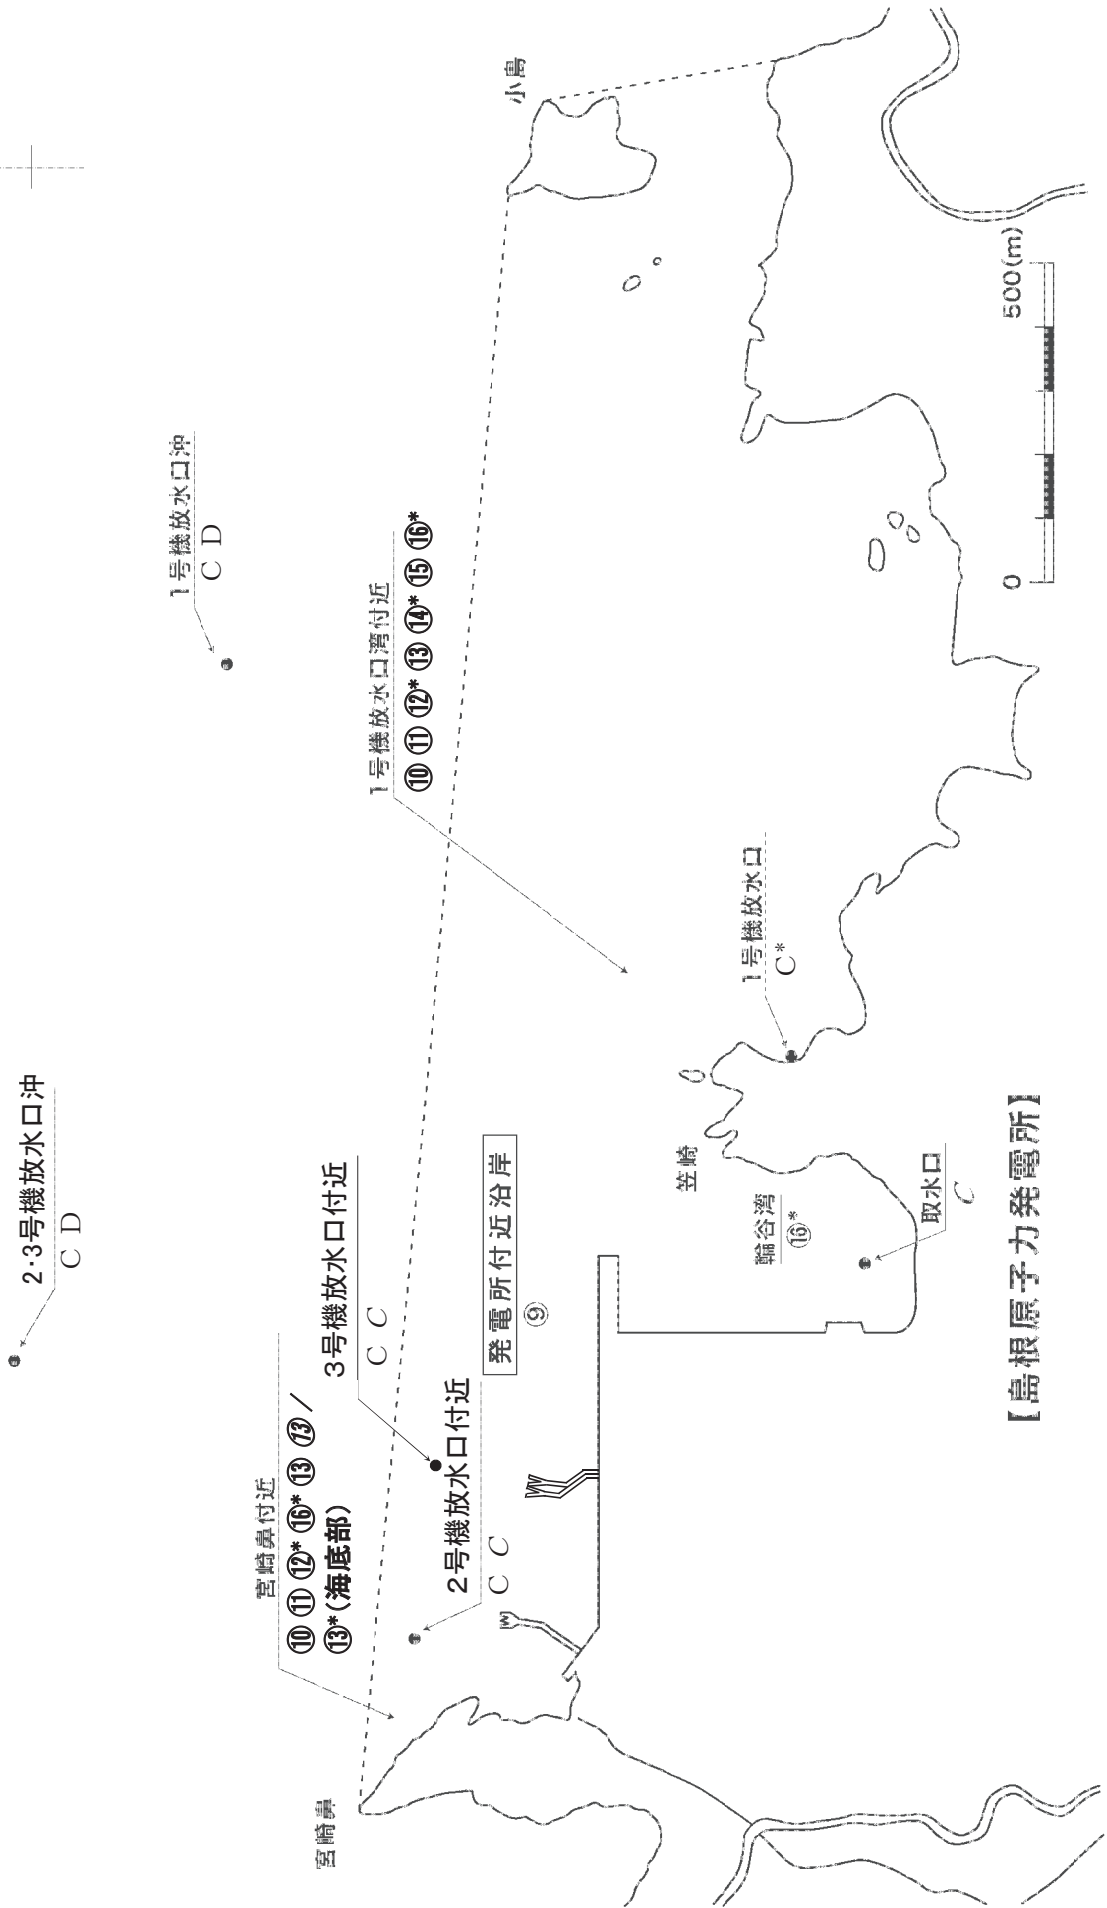 2・3号機放水口沖
C D
1号機放水口沖
C D
宮崎鼻付近
⑩ ⑪ ⑫* ⑯* ⑬ ⑬ /
⑬*(海底部)
3号機放水口付近
C C
1号機放水口湾付近
⑩ ⑪ ⑫* ⑬ ⑭* ⑮ ⑯*
小島
宮崎鼻
2号機放水口付近
C C
発電所付近沿岸
⑨
笠崎
輪谷湾
⑯*
1号機放水口
C*
取水口
C
【島根原子力発電所】
0 500(m)